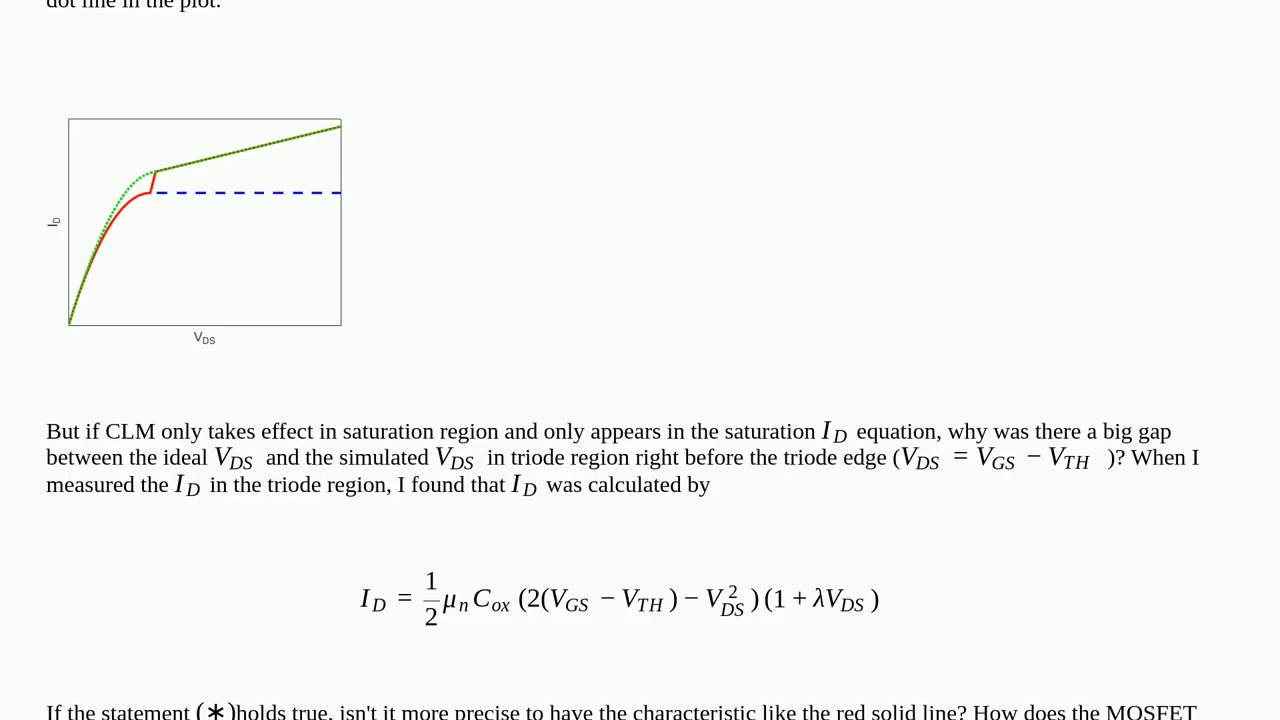 dot line in the plot.
I_D
V_DS
But if CLM only takes effect in saturation region and only appears in the saturation I_D equation, why was there a big gap
between the ideal V_DS and the simulated V_DS in triode region right before the triode edge (V_DS = V_GS − V_TH )? When I
measured the I_D in the triode region, I found that I_D was calculated by
I_D = 1/2 μ_n C_ox (2(V_GS − V_TH) − V_DS^2)(1 + λV_DS)
If the statement (∗)holds true, isn't it more precise to have the characteristic like the red solid line? How does the MOSFET